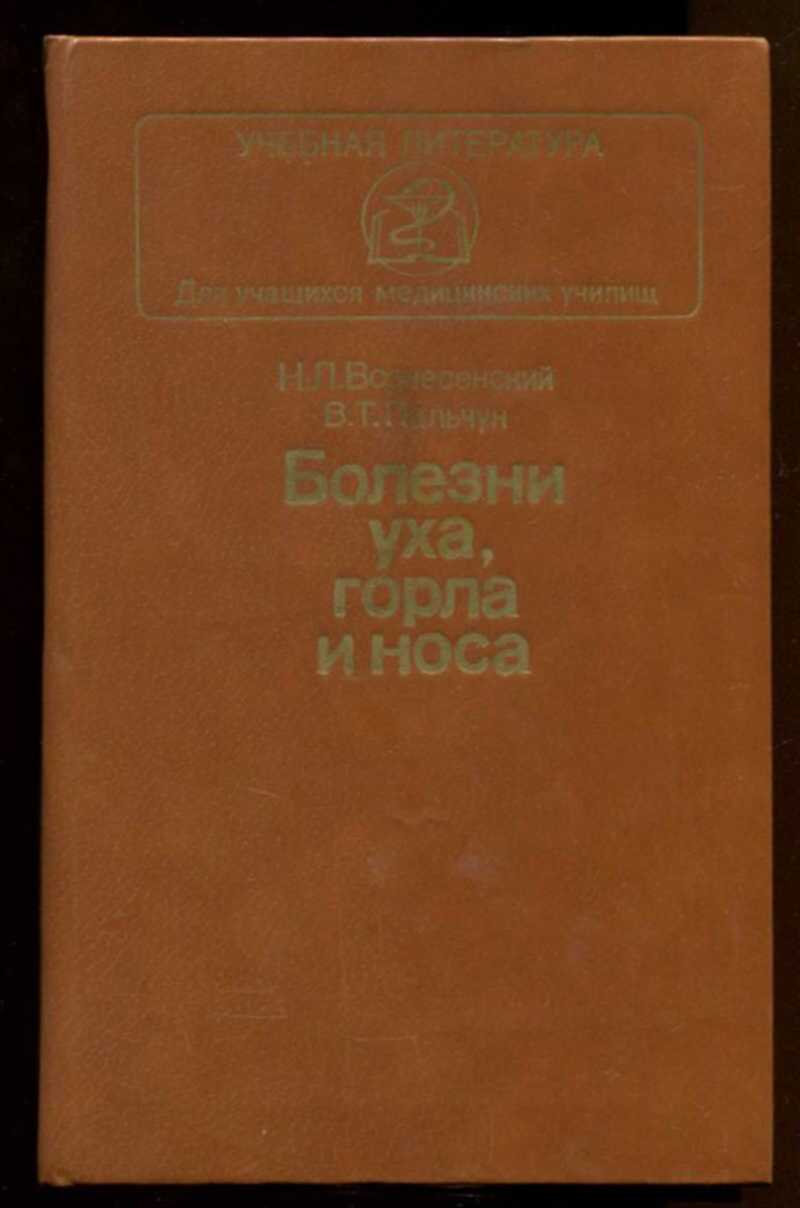 УЧЕБНАЯ ЛИТЕРАТУРА
Для учащихся медицинских училищ
Н.Л.Вознесенский
В.Т.Пальчун
Болезни
уха,
горла
и носа